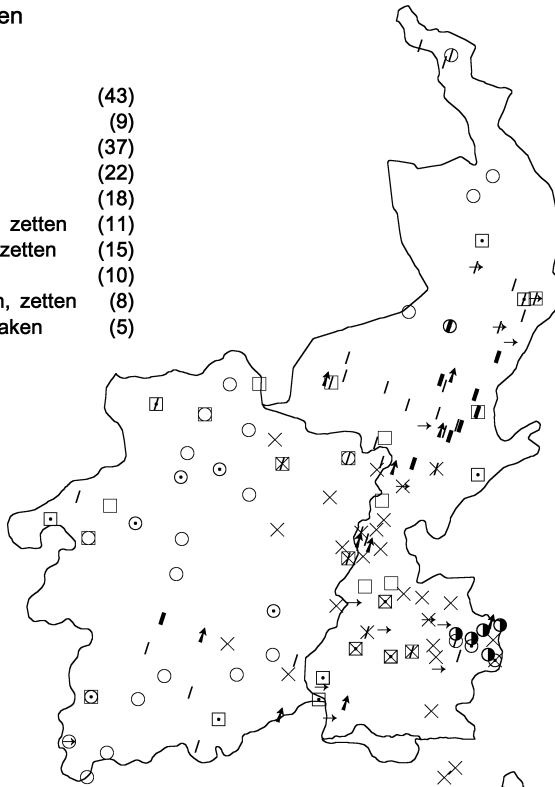 en
(43)
(9)
(37)
(22)
(18)
zetten (11)
zetten (15)
(10)
n, zetten (8)
aken (5)